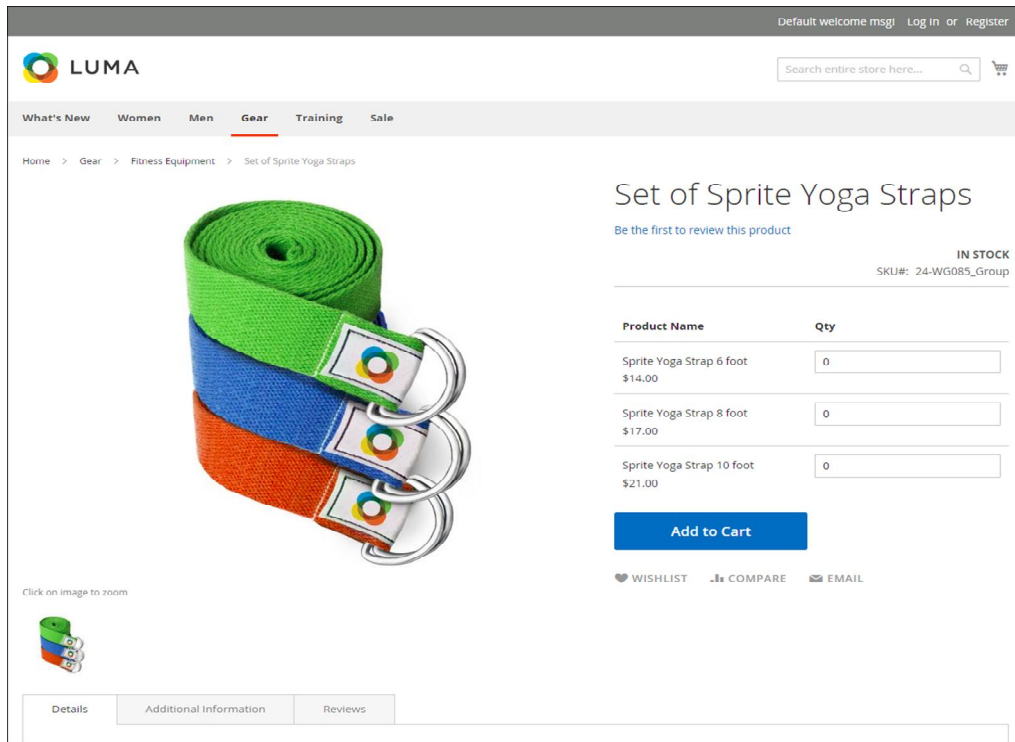 Default welcome msg! Log In or Register
LUMA
Search entire store here...
What's New Women Men Gear Training Sale
Home > Gear > Fitness Equipment > Set of Sprite Yoga Straps
Set of Sprite Yoga Straps
Be the first to review this product
IN STOCK
SKU#: 24-WG085_Group
Product Name Qty
Sprite Yoga Strap 6 foot 0
$14.00
Sprite Yoga Strap 8 foot 0
$17.00
Sprite Yoga Strap 10 foot 0
$21.00
Add to Cart
WISHLIST COMPARE EMAIL
Click on image to zoom
Details Additional Information Reviews